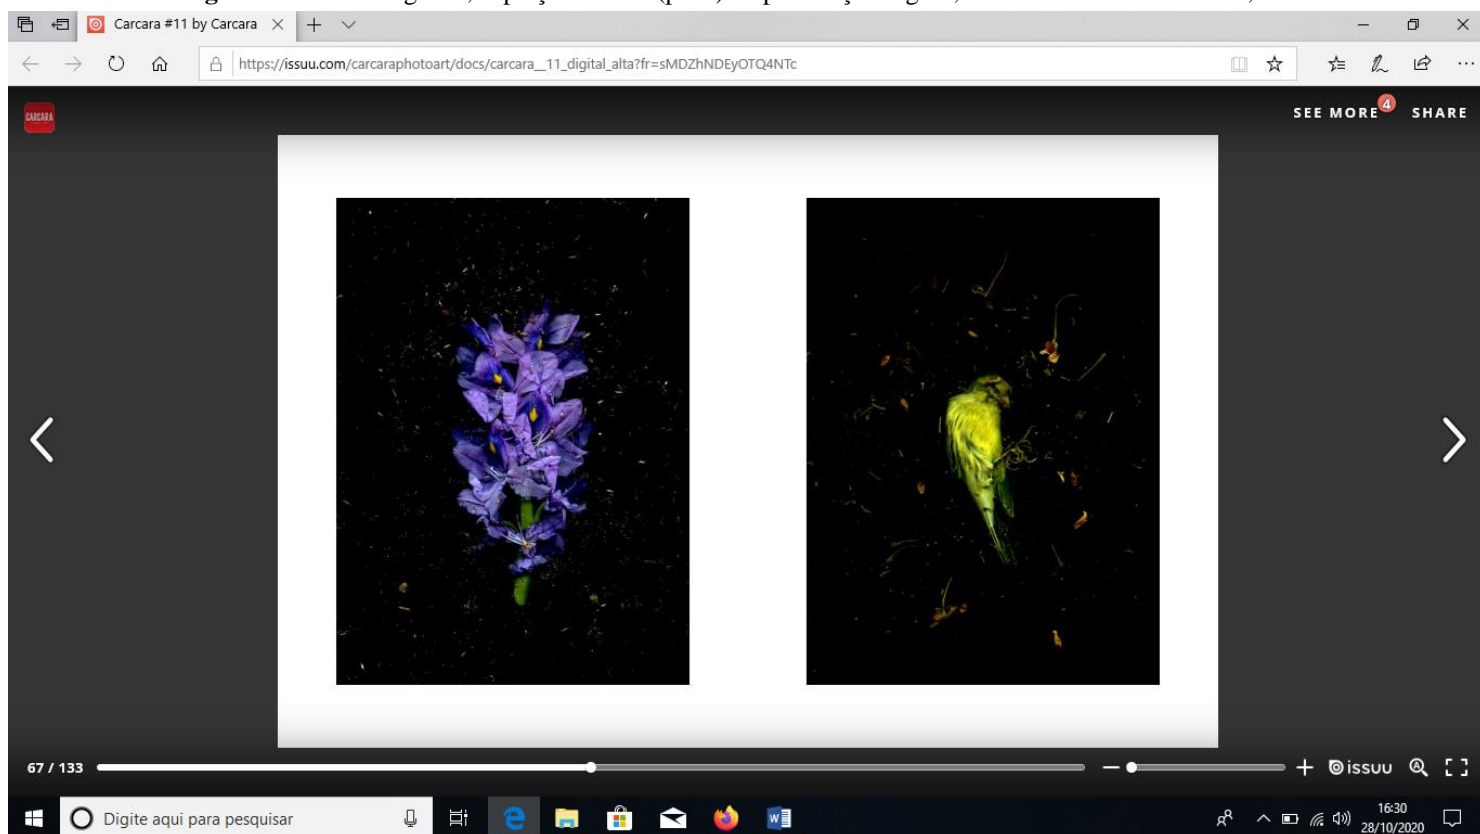 Carcara #11 by Carcara
https://issuu.com/carcaraphotoart/docs/carcara__11_digital_alta?fr=sMDZhNDEyOTQ4NTc
CARCARA
SEE MORE 4 SHARE
67 / 133
issuu
Digite aqui para pesquisar
16:30
28/10/2020